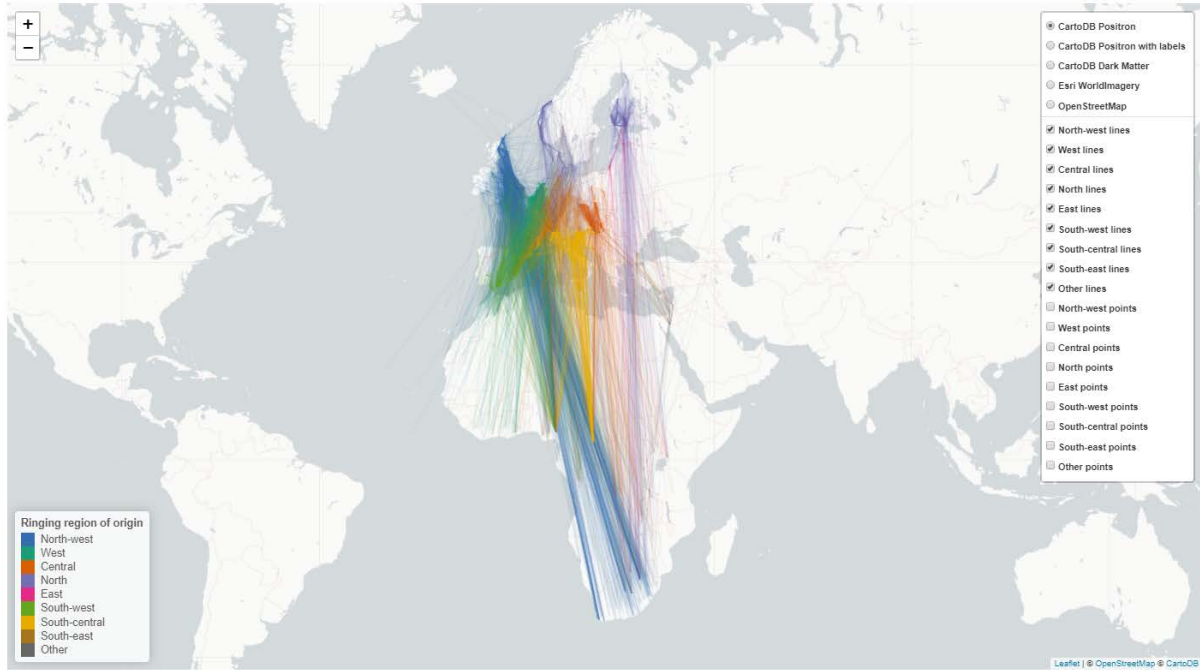 +
−
CartoDB Positron
CartoDB Positron with labels
CartoDB Dark Matter
Esri WorldImagery
OpenStreetMap
North-west lines
West lines
Central lines
North lines
East lines
South-west lines
South-central lines
South-east lines
Other lines
North-west points
West points
Central points
North points
East points
South-west points
South-central points
South-east points
Other points
Ringing region of origin
North-west
West
Central
North
East
South-west
South-central
South-east
Other
Leaflet | © OpenStreetMap © CartoDB